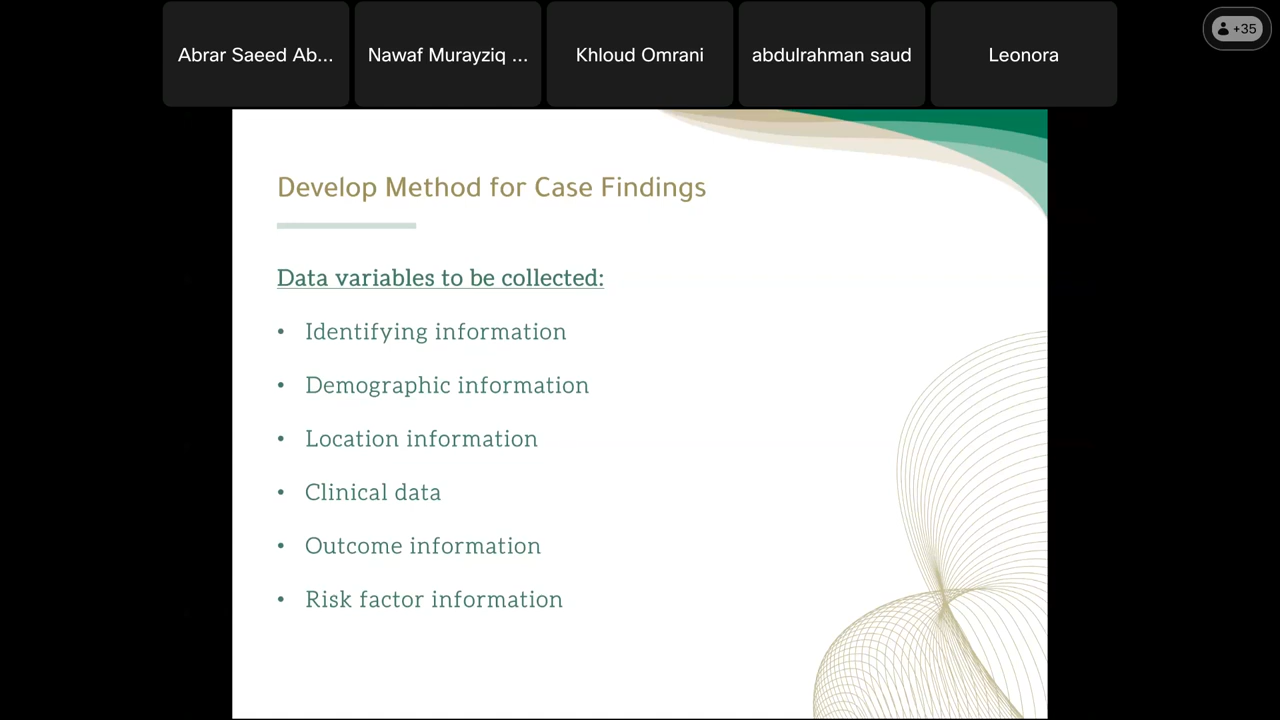 Abrar Saeed Ab...
Nawaf Murayziq ...
Khloud Omrani
abdulrahman saud
Leonora
+35
Develop Method for Case Findings
Data variables to be collected:
• Identifying information
• Demographic information
• Location information
• Clinical data
• Outcome information
• Risk factor information